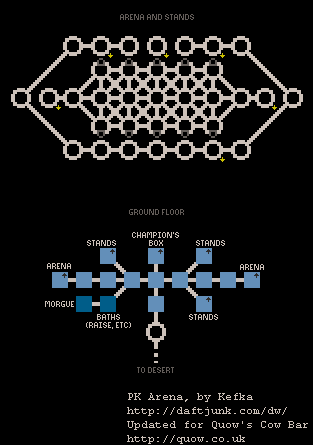 ARENA AND STANDS
GROUND FLOOR
CHAMPION'S
BOX
STANDS
STANDS
ARENA
ARENA
MORGUE
BATHS
(RAISE, ETC)
STANDS
TO DESERT
PK Arena, by Kefka
http://daftjunk.com/dw/
Updated for Quow's Cow Bar
http://quow.co.uk